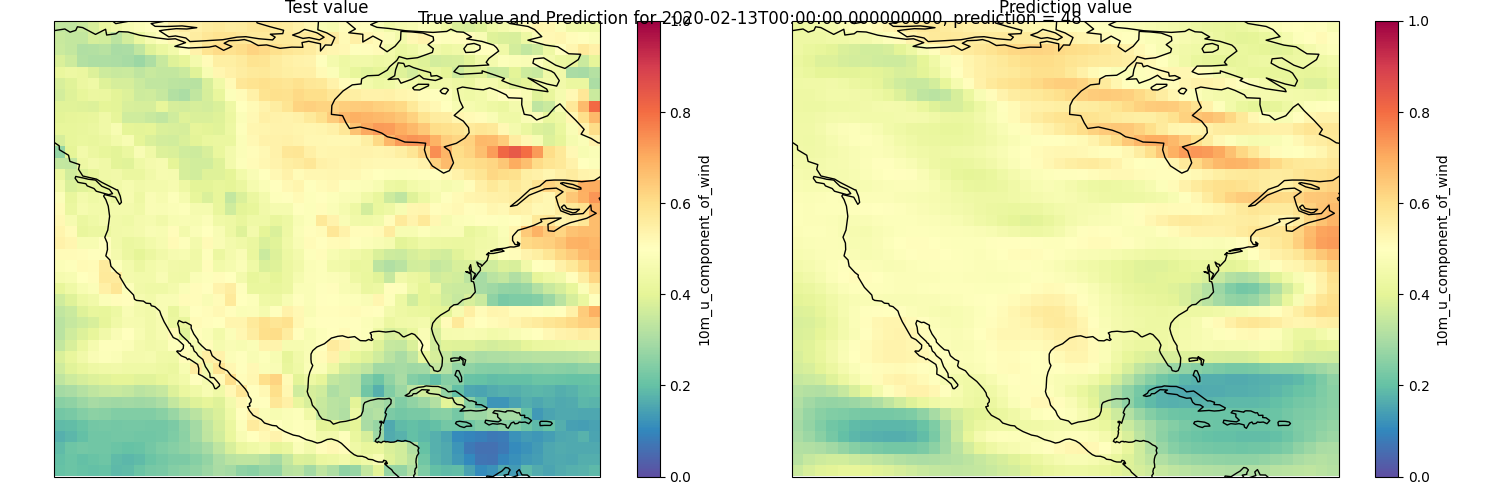 Test value
True value and Prediction for 2020-02-13T00:00:00.000000000, prediction = 48
Prediction value
1.0
0.8
0.6
0.4
0.2
0.0
10m_u_component_of_wind
1.0
0.8
0.6
0.4
0.2
0.0
10m_u_component_of_wind